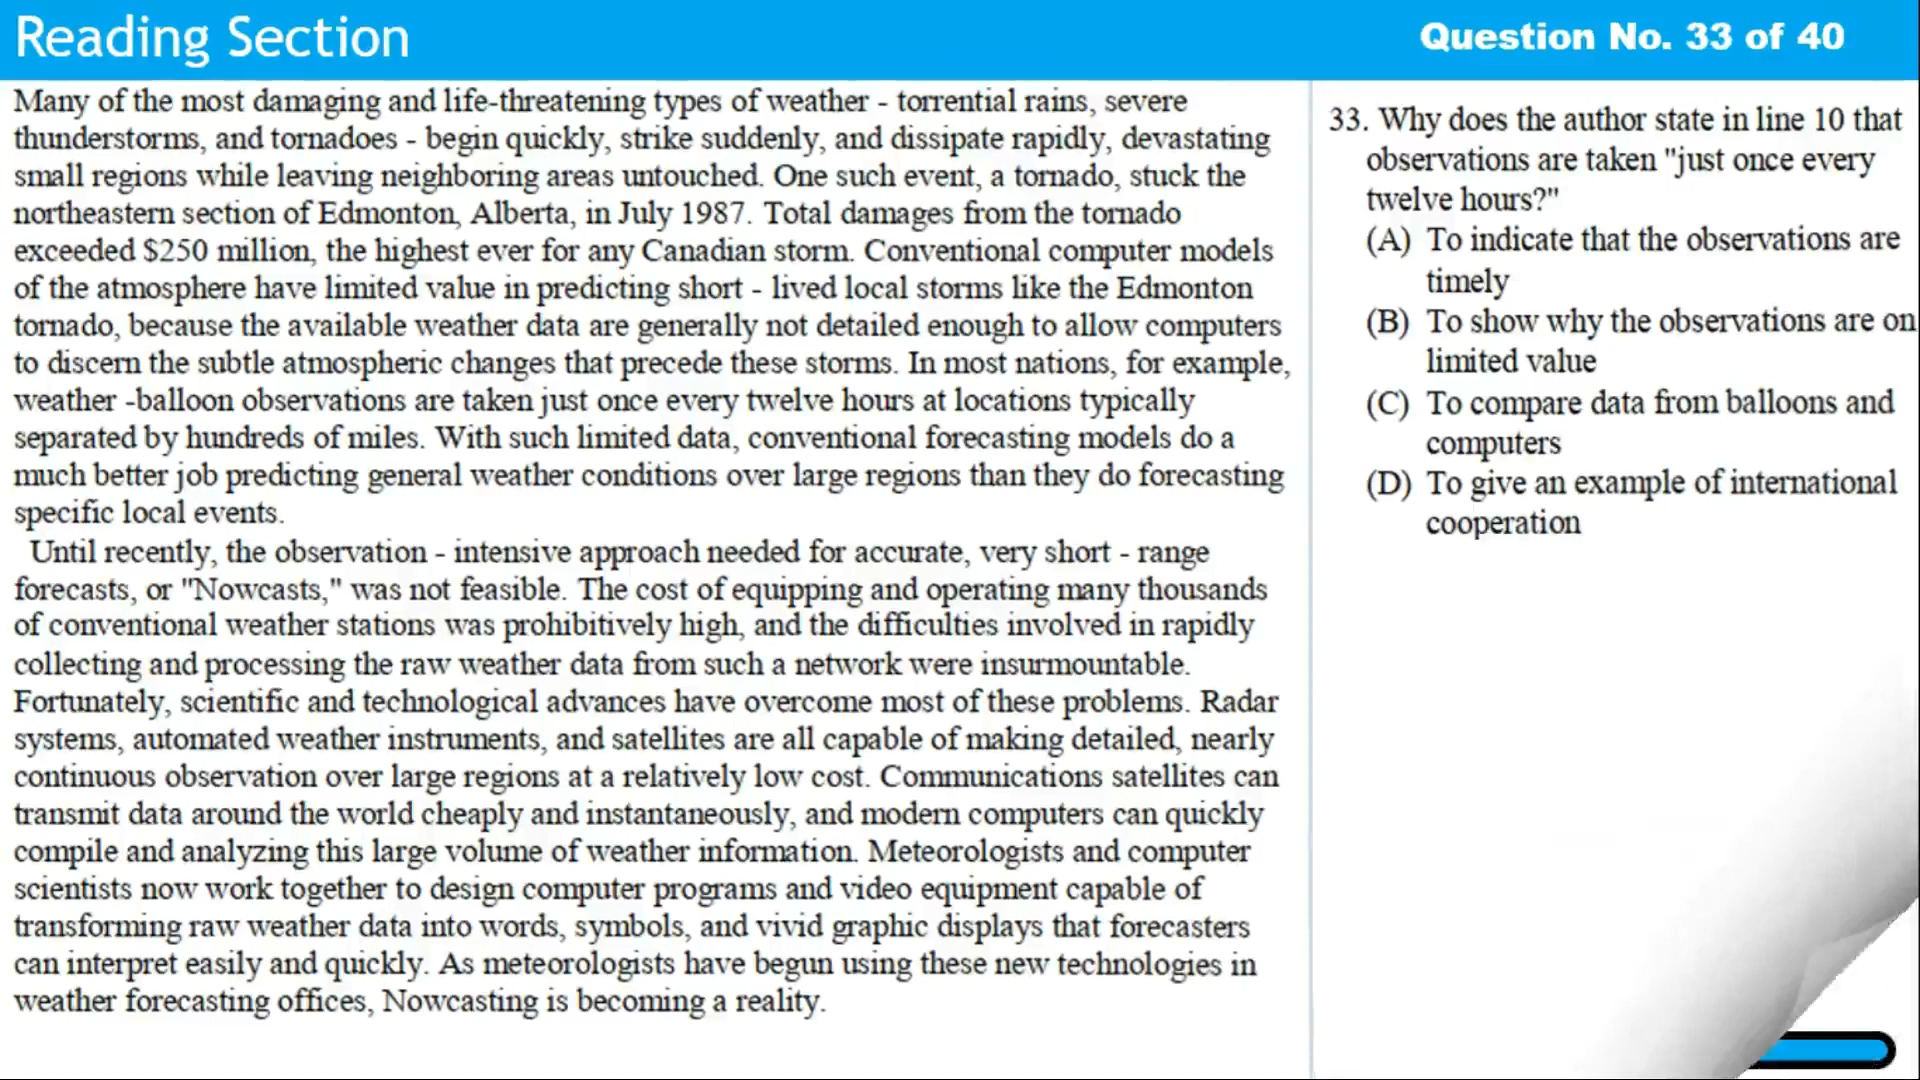 Reading Section
Question No. 33 of 40
Many of the most damaging and life-threatening types of weather - torrential rains, severe
thunderstorms, and tornadoes - begin quickly, strike suddenly, and dissipate rapidly, devastating
small regions while leaving neighboring areas untouched. One such event, a tornado, stuck the
northeastern section of Edmonton, Alberta, in July 1987. Total damages from the tornado
exceeded $250 million, the highest ever for any Canadian storm. Conventional computer models
of the atmosphere have limited value in predicting short - lived local storms like the Edmonton
tornado, because the available weather data are generally not detailed enough to allow computers
to discern the subtle atmospheric changes that precede these storms. In most nations, for example,
weather -balloon observations are taken just once every twelve hours at locations typically
separated by hundreds of miles. With such limited data, conventional forecasting models do a
much better job predicting general weather conditions over large regions than they do forecasting
specific local events.
Until recently, the observation - intensive approach needed for accurate, very short - range
forecasts, or "Nowcasts," was not feasible. The cost of equipping and operating many thousands
of conventional weather stations was prohibitively high, and the difficulties involved in rapidly
collecting and processing the raw weather data from such a network were insurmountable.
Fortunately, scientific and technological advances have overcome most of these problems. Radar
systems, automated weather instruments, and satellites are all capable of making detailed, nearly
continuous observation over large regions at a relatively low cost. Communications satellites can
transmit data around the world cheaply and instantaneously, and modern computers can quickly
compile and analyzing this large volume of weather information. Meteorologists and computer
scientists now work together to design computer programs and video equipment capable of
transforming raw weather data into words, symbols, and vivid graphic displays that forecasters
can interpret easily and quickly. As meteorologists have begun using these new technologies in
weather forecasting offices, Nowcasting is becoming a reality.
33. Why does the author state in line 10 that
observations are taken "just once every
twelve hours?"
(A) To indicate that the observations are
timely
(B) To show why the observations are on
limited value
(C) To compare data from balloons and
computers
(D) To give an example of international
cooperation